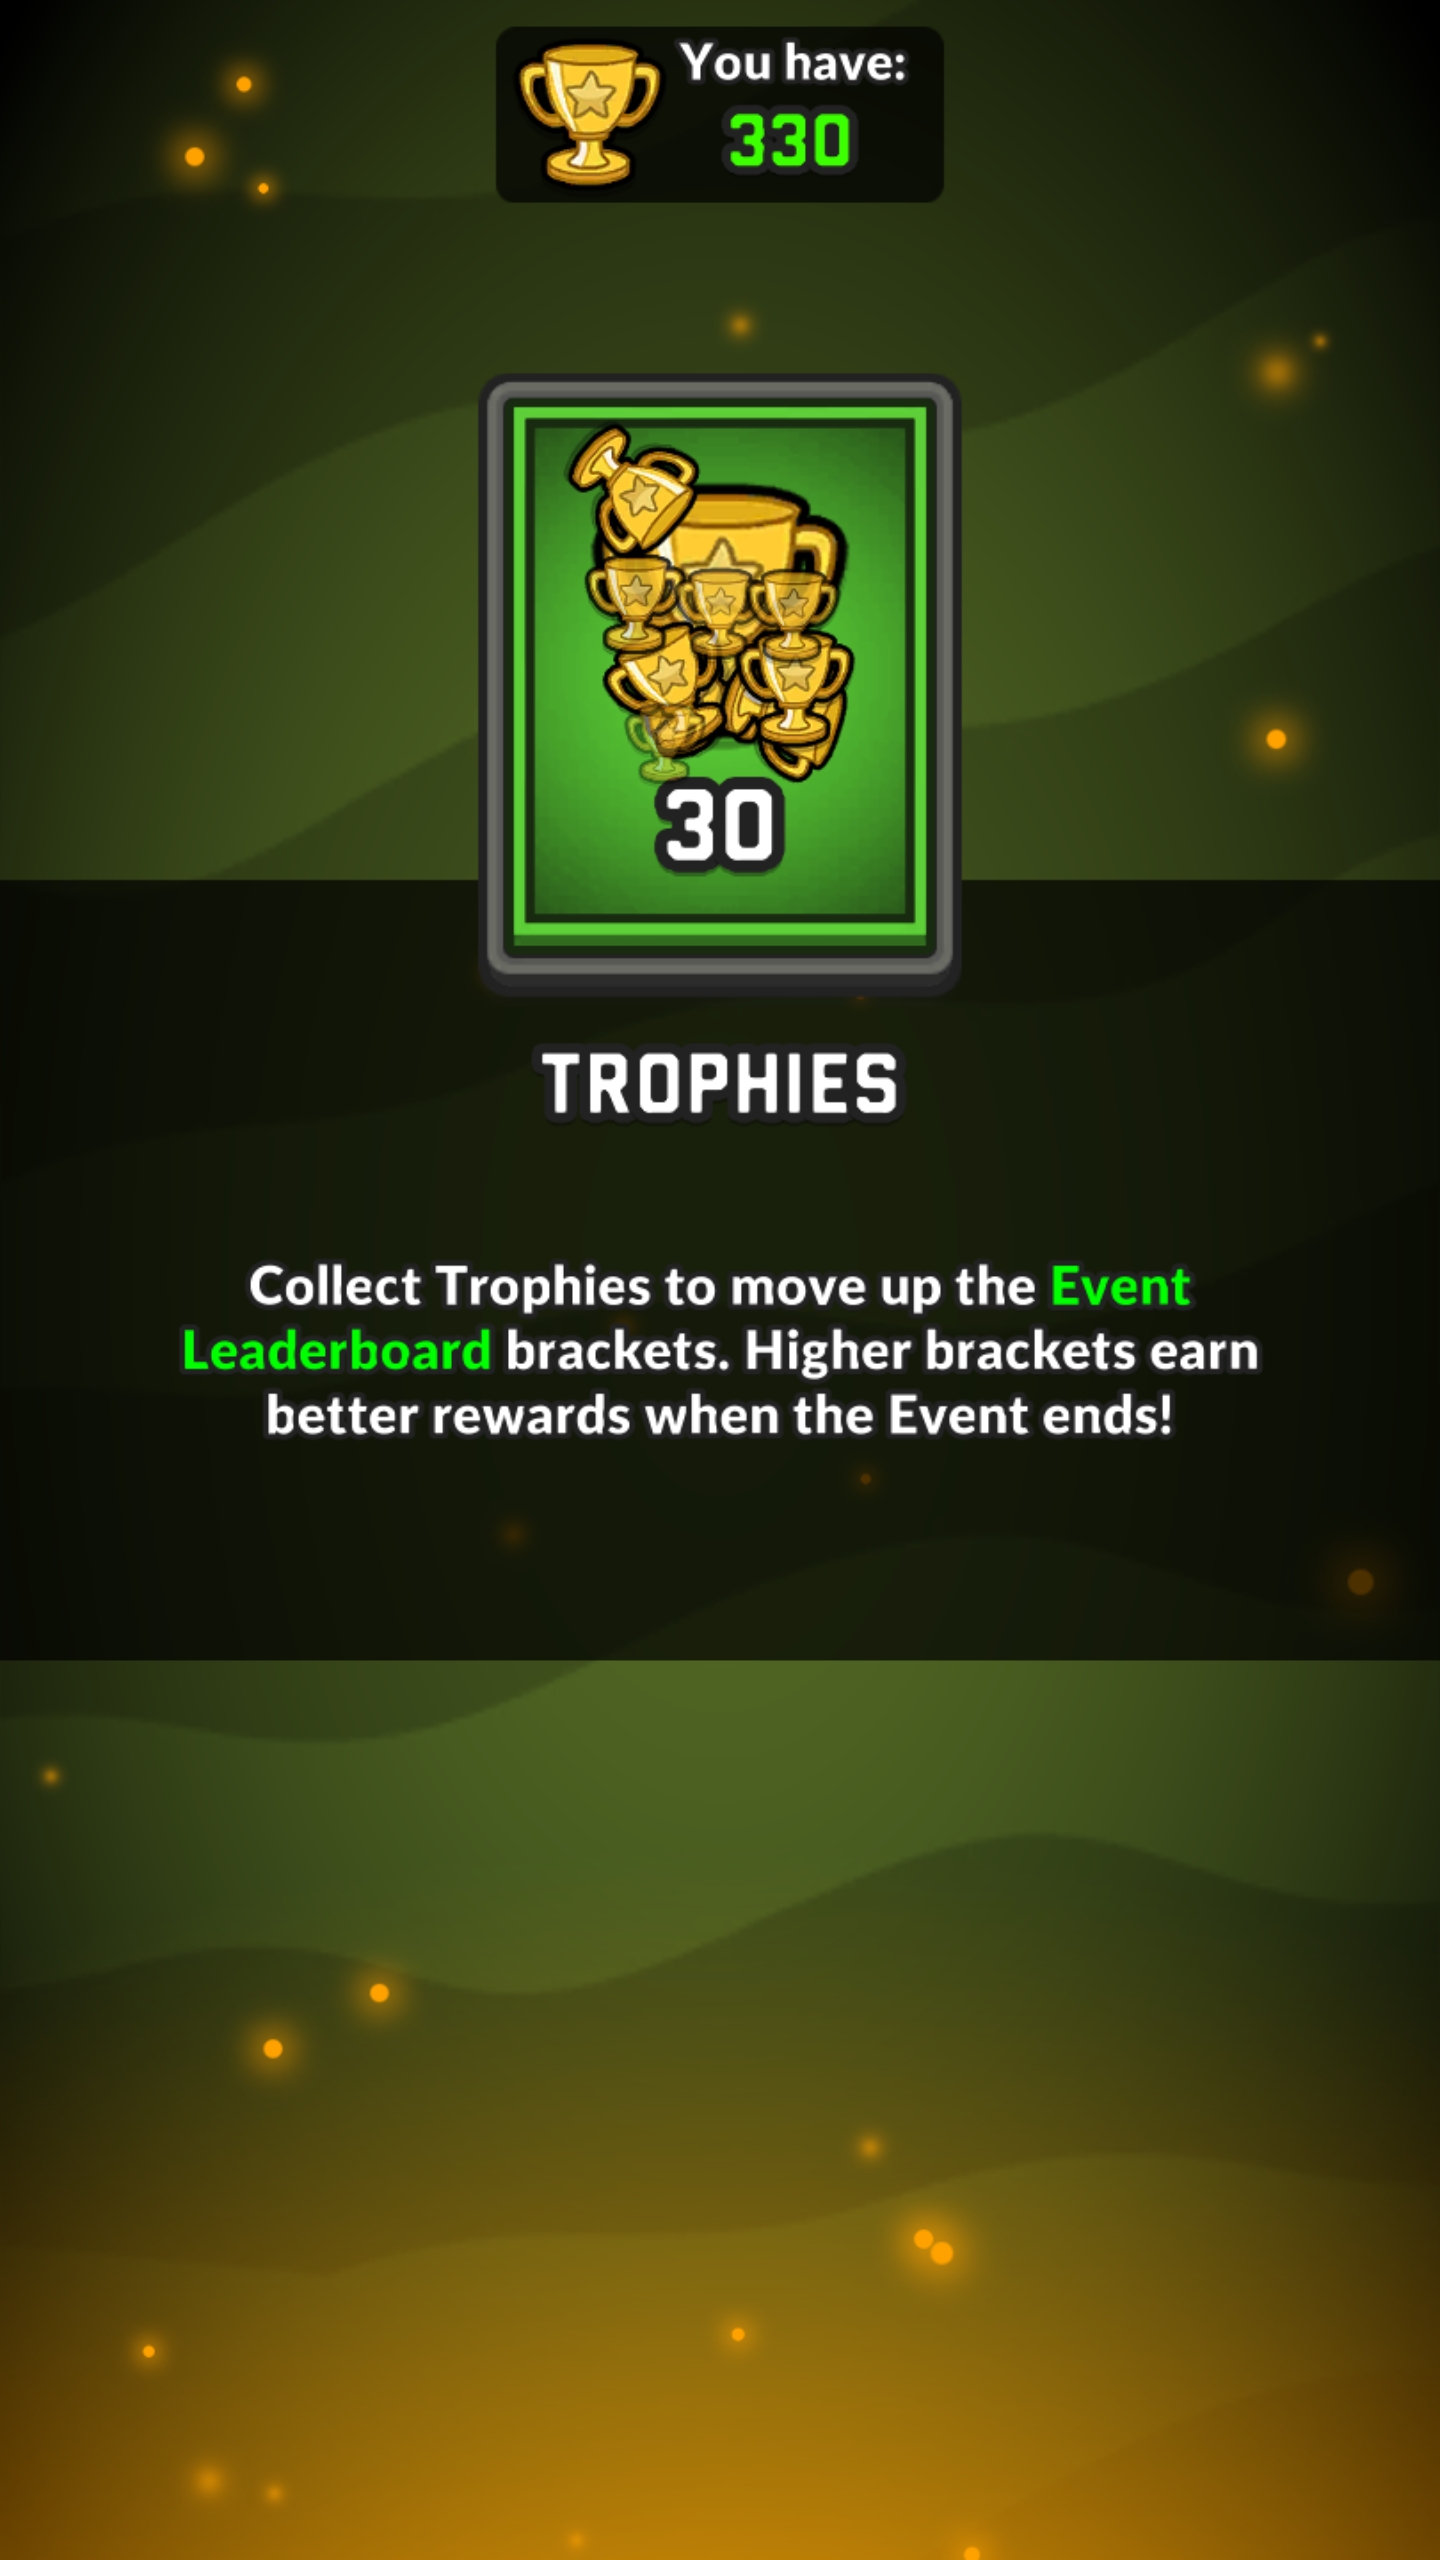 You have:
330
30
TROPHIES
Collect Trophies to move up the Event
Leaderboard brackets. Higher brackets earn
better rewards when the Event ends!